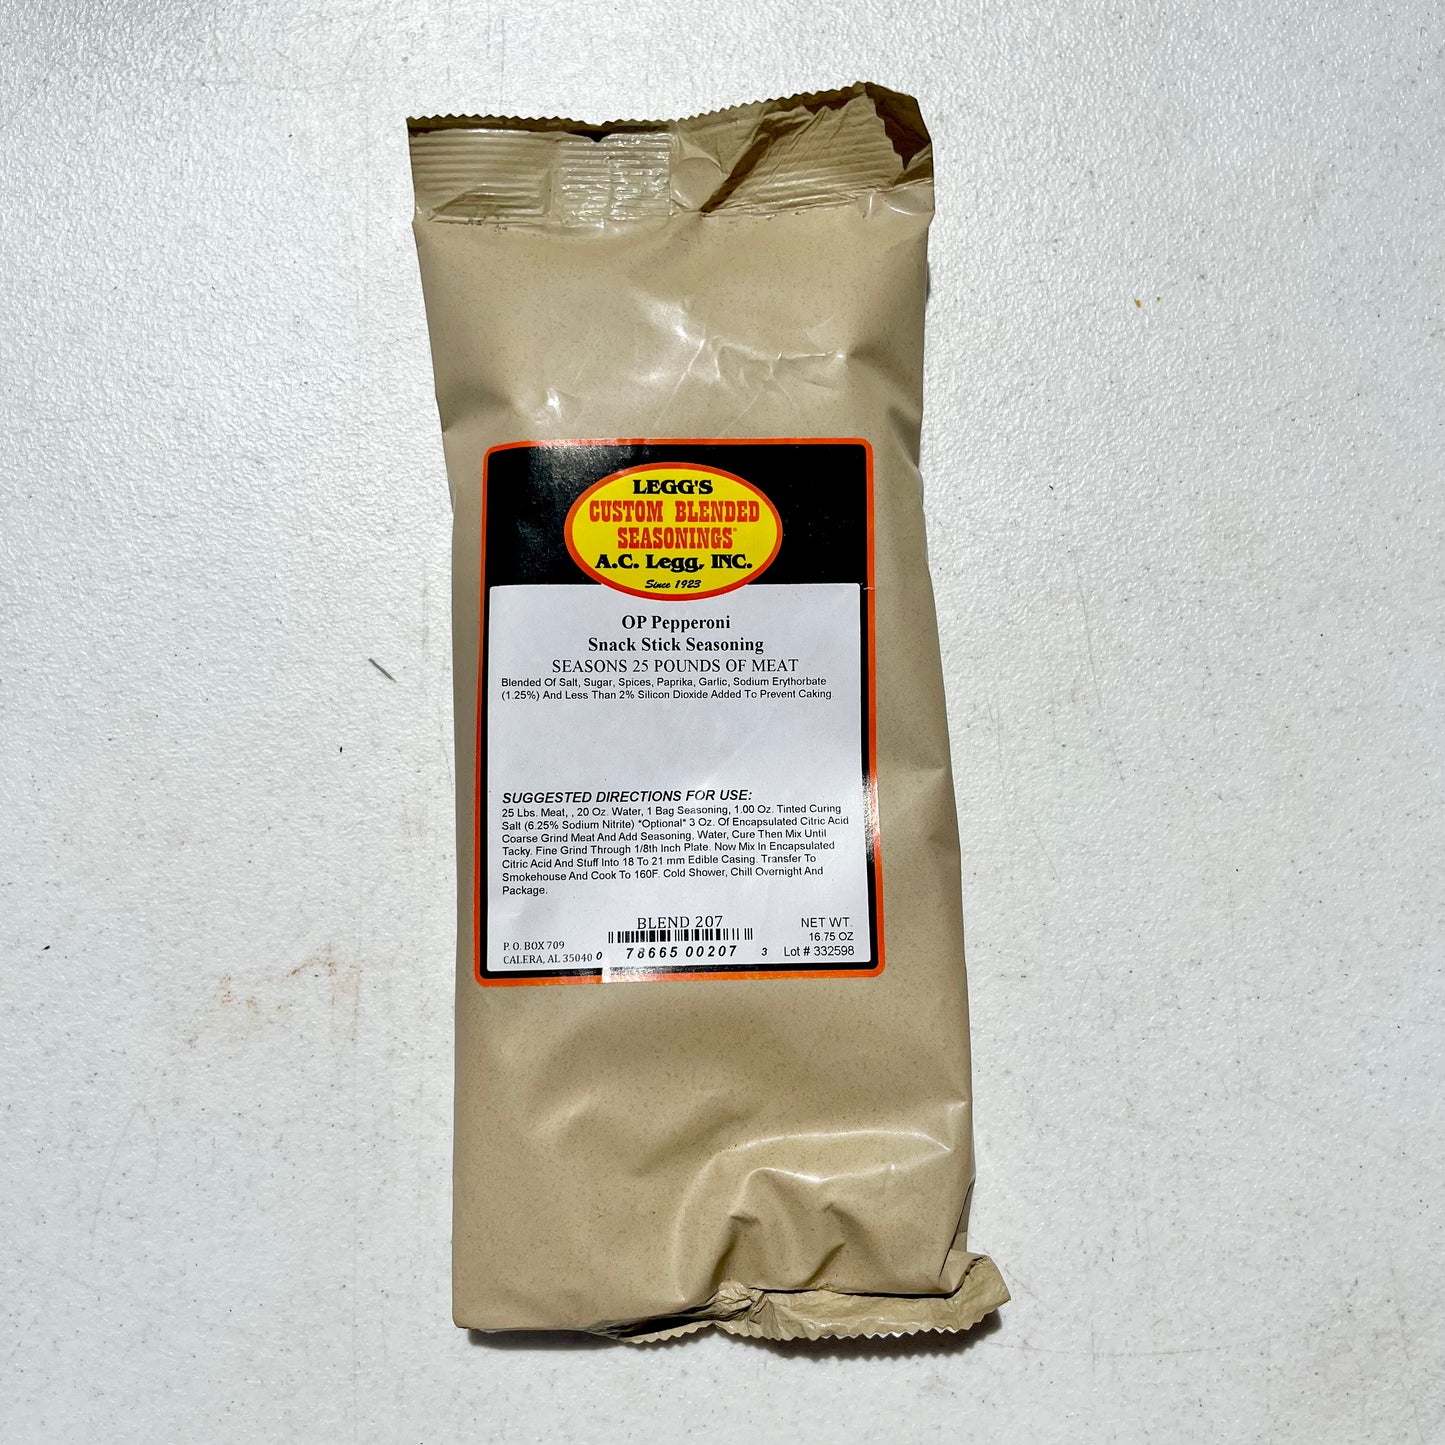 LEGG'S
CUSTOM BLENDED
SEASONINGS®
A.C. Legg, INC.
Since 1923
OP Pepperoni
Snack Stick Seasoning
SEASONS 25 POUNDS OF MEAT
Blended Of Salt, Sugar, Spices, Paprika, Garlic, Sodium Erythorbate
(1.25%) And Less Than 2% Silicon Dioxide Added To Prevent Caking.
SUGGESTED DIRECTIONS FOR USE:
25 Lbs. Meat, , 20 Oz. Water, 1 Bag Seasoning, 1.00 Oz. Tinted Curing
Salt (6.25% Sodium Nitrite) *Optional* 3 Oz. Of Encapsulated Citric Acid
Coarse Grind Meat And Add Seasoning, Water, Cure Then Mix Until
Tacky. Fine Grind Through 1/8th Inch Plate. Now Mix In Encapsulated
Citric Acid And Stuff Into 18 To 21 mm Edible Casing. Transfer To
Smokehouse And Cook To 160F. Cold Shower, Chill Overnight And
Package.
BLEND 207
NET WT.
16.75 OZ
P.O. BOX 709
CALERA, AL 35040
0 78665 00207 3
Lot # 332598